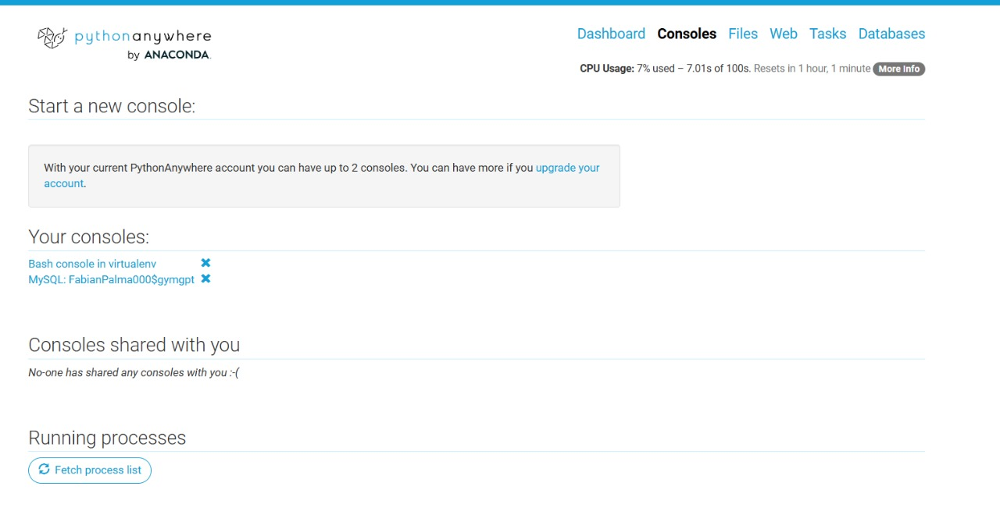 pythonanywhere
by ANACONDA.
Dashboard Consoles Files Web Tasks Databases
CPU Usage: 7% used – 7.01s of 100s. Resets in 1 hour, 1 minute More Info
Start a new console:
With your current PythonAnywhere account you can have up to 2 consoles. You can have more if you upgrade your
account.
Your consoles:
Bash console in virtualenv
MySQL: FabianPalma000$gymgpt
Consoles shared with you
No-one has shared any consoles with you :-(
Running processes
Fetch process list